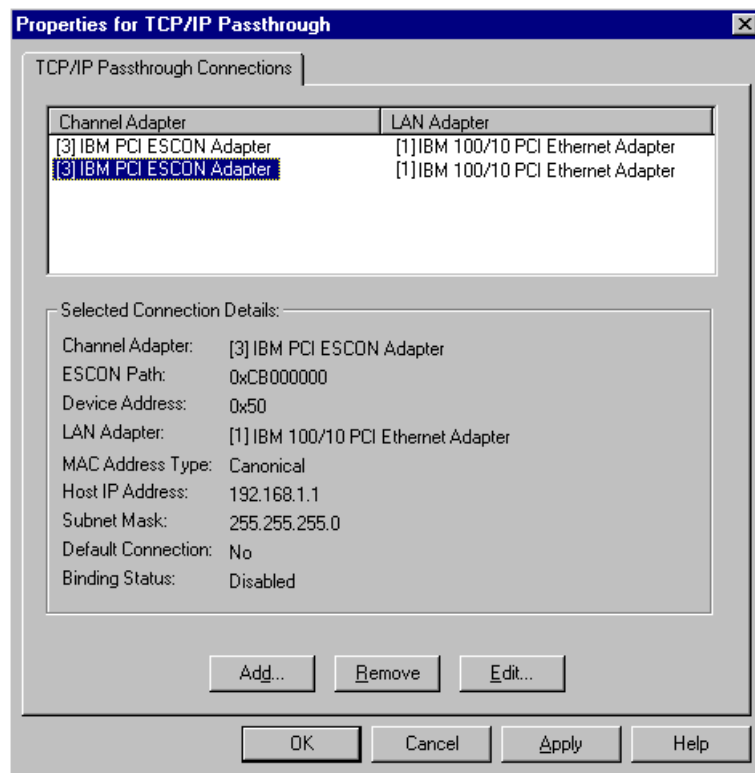 Properties for TCP/IP Passthrough
TCP/IP Passthrough Connections
Channel Adapter LAN Adapter
[3] IBM PCI ESCON Adapter [1] IBM 100/10 PCI Ethernet Adapter
[3] IBM PCI ESCON Adapter [1] IBM 100/10 PCI Ethernet Adapter
Selected Connection Details:
Channel Adapter: [3] IBM PCI ESCON Adapter
ESCON Path: 0xCB000000
Device Address: 0x50
LAN Adapter: [1] IBM 100/10 PCI Ethernet Adapter
MAC Address Type: Canonical
Host IP Address: 192.168.1.1
Subnet Mask: 255.255.255.0
Default Connection: No
Binding Status: Disabled
Add... Remove Edit...
OK Cancel Apply Help